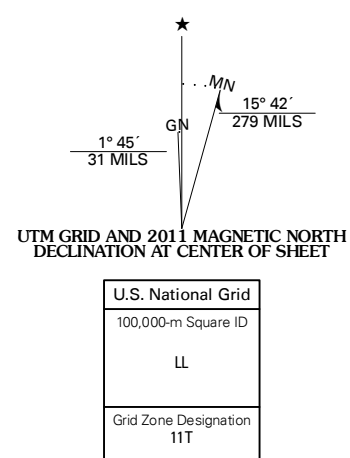 MN
15° 42´
279 MILS
GN
1° 45´
31 MILS
UTM GRID AND 2011 MAGNETIC NORTH
DECLINATION AT CENTER OF SHEET
U.S. National Grid
100,000-m Square ID
LL
Grid Zone Designation
11T